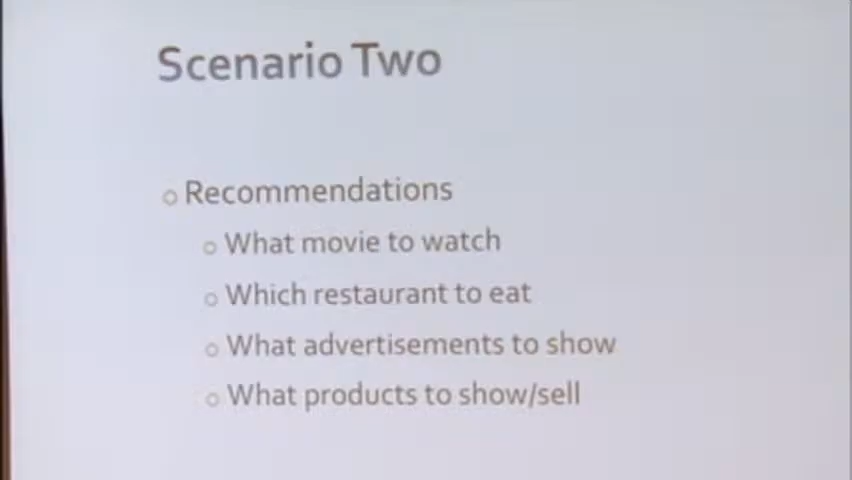 Scenario Two
Recommendations
What movie to watch
Which restaurant to eat
What advertisements to show
What products to show/sell